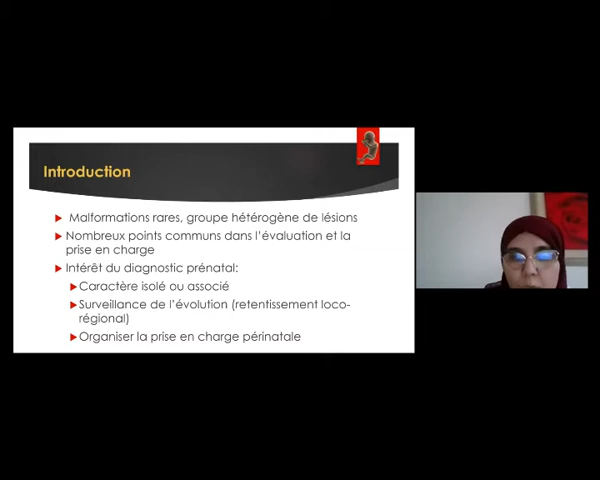 Introduction
Malformations rares, groupe hétérogène de lésions
Nombreux points communs dans l'évaluation et la
prise en charge
Intérêt du diagnostic prénatal:
Caractère isolé ou associé
Surveillance de l'évolution (retentissement loco-
régional)
Organiser la prise en charge périnatale